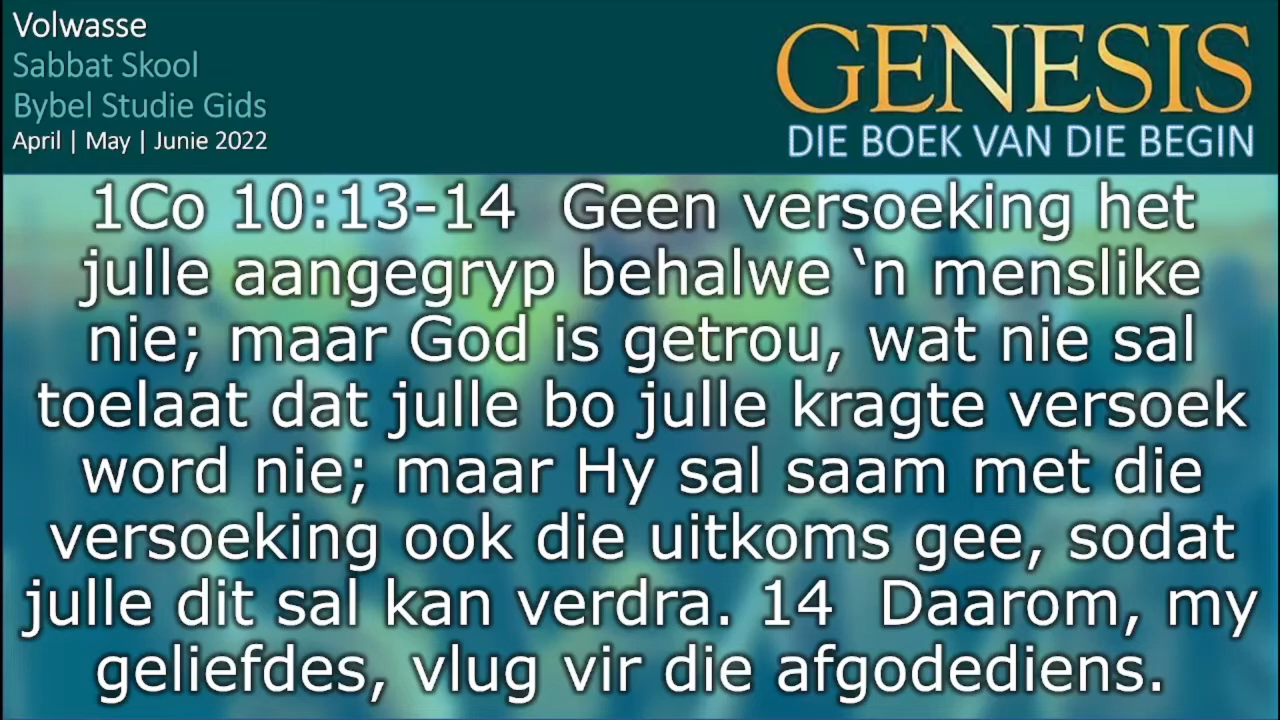 Volwasse
Sabbat Skool
Bybel Studie Gids
April | May | Junie 2022
GENESIS
DIE BOEK VAN DIE BEGIN
1Co 10:13-14  Geen versoeking het
julle aangegryp behalwe ‘n menslike
nie; maar God is getrou, wat nie sal
toelaat dat julle bo julle kragte versoek
word nie; maar Hy sal saam met die
versoeking ook die uitkoms gee, sodat
julle dit sal kan verdra. 14  Daarom, my
geliefdes, vlug vir die afgodediens.